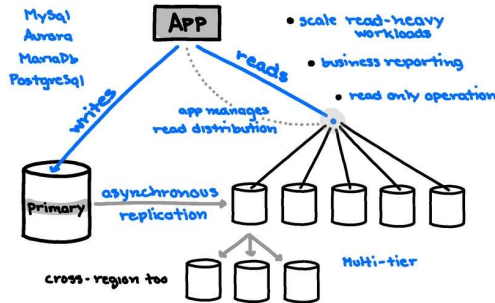 MySql
Aurora
MariaDb
PostgreSql
App
• scale read-heavy
workloads
• business reporting
• read only operation
writes
reads
app manages
read distribution
primary
asynchronous
replication
cross-region too
Multi-tier